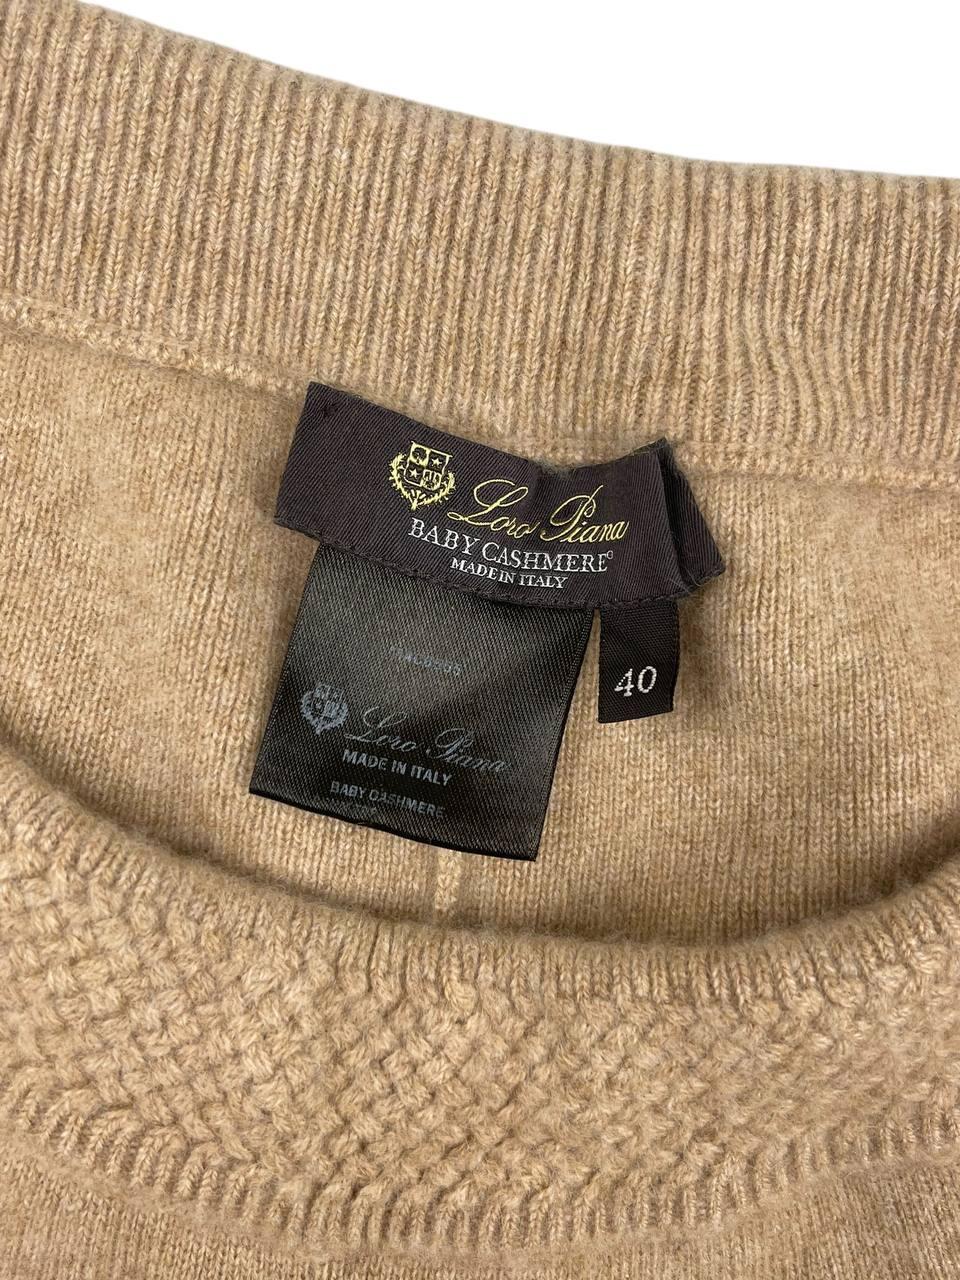 Loro Piana
BABY CASHMERE®
MADE IN ITALY
40
Loro Piana
MADE IN ITALY
BABY CASHMERE